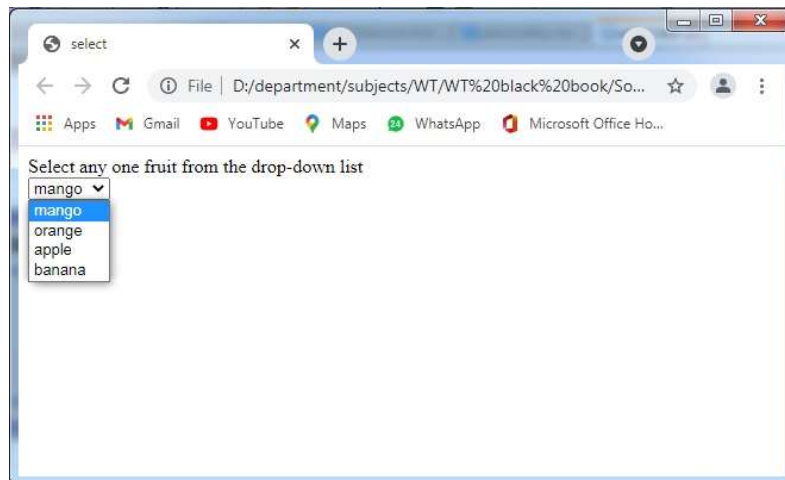 select
File | D:/department/subjects/WT/WT%20black%20book/So...
Apps Gmail YouTube Maps 24 WhatsApp Microsoft Office Ho...
Select any one fruit from the drop-down list
mango
mango
orange
apple
banana